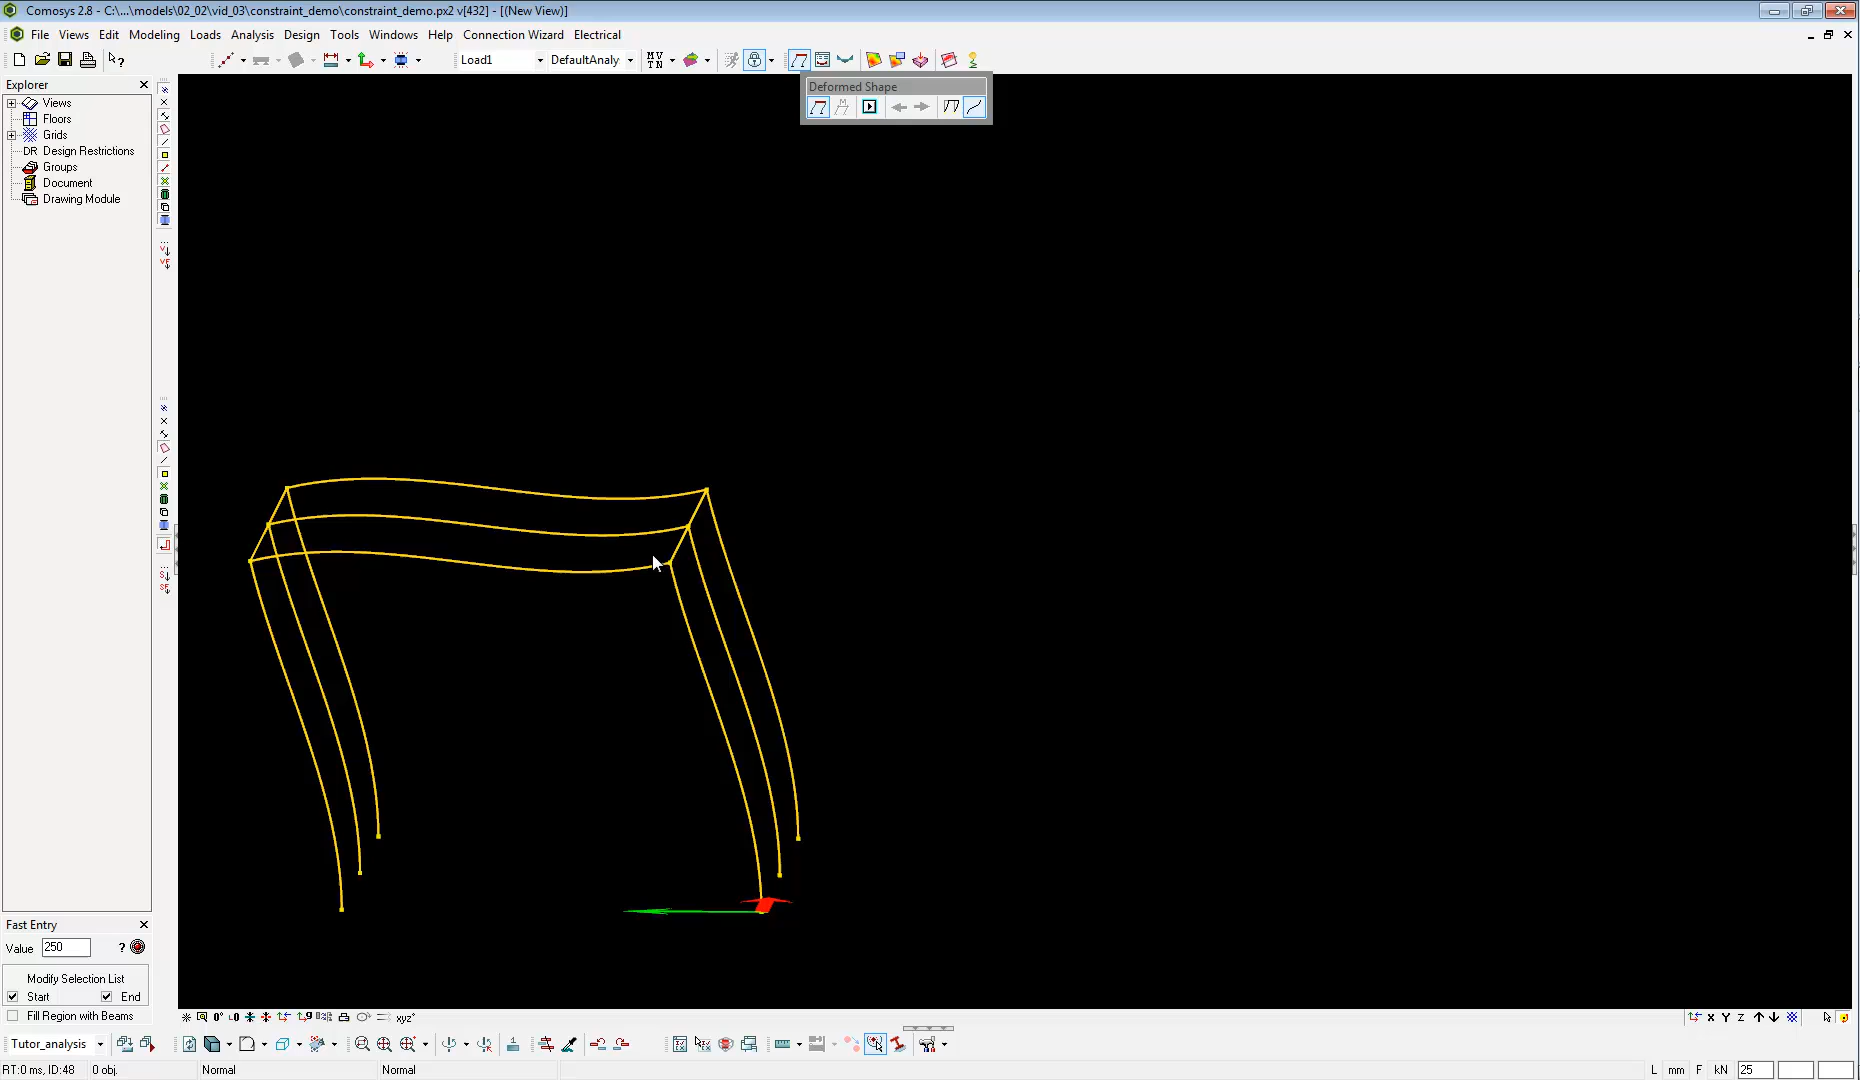 Comosys 2.8 - C:\...\models\02_02\vid_03\constraint_demo\constraint_demo.px2 v[432] - [(New View)]
File Views Edit Modeling Loads Analysis Design Tools Windows Help Connection Wizard Electrical
Load1 DefaultAnaly MV TN
Explorer
Deformed Shape
Views
Floors
Grids
DR Design Restrictions
Groups
Document
Drawing Module
Fast Entry
Value 250 ?
Modify Selection List
Start End
Fill Region with Beams
xyz
X Y Z
Tutor_analysis
RT:0 ms, ID:48 0 obj. Normal Normal L mm F kN 25